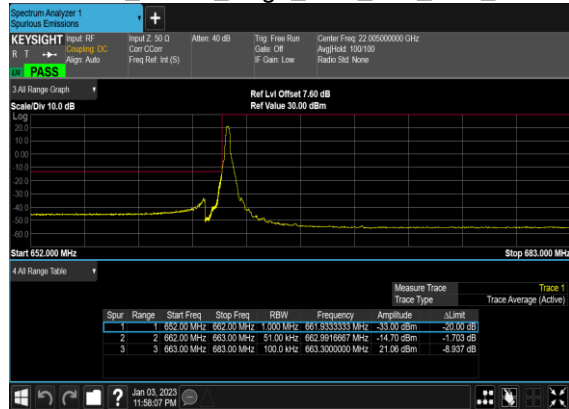 Spectrum Analyzer 1
Spurious Emissions
KEYSIGHT Input: RF Input Z: 50 Ω Atten: 40 dB Trig: Free Run Center Freq: 22.005000000 GHz
R T Coupling: DC Corr CCorr Gate: Off Avg|Hold: 100/100
Align: Auto Freq Ref: Int (S) IF Gain: Low Radio Std: None
PASS
3 All Range Graph
Ref Lvl Offset 7.60 dB
Scale/Div 10.0 dB Ref Value 30.00 dBm
Log
20.0
10.0
0.00
-10.0
-20.0
-30.0
-40.0
-50.0
-60.0
Start 652.000 MHz Stop 683.000 MHz
4 All Range Table
Measure Trace Trace 1
Trace Type Trace Average (Active)
Spur Range Start Freq Stop Freq RBW Frequency Amplitude ΔLimit
1 1 652.00 MHz 662.00 MHz 1.000 MHz 661.9333333 MHz -33.00 dBm -20.00 dB
2 2 662.00 MHz 663.00 MHz 51.00 kHz 662.9916667 MHz -14.70 dBm -1.703 dB
3 3 663.00 MHz 683.00 MHz 100.0 kHz 663.3000000 MHz 21.06 dBm -8.937 dB
? Jan 03, 2023
11:58:07 PM